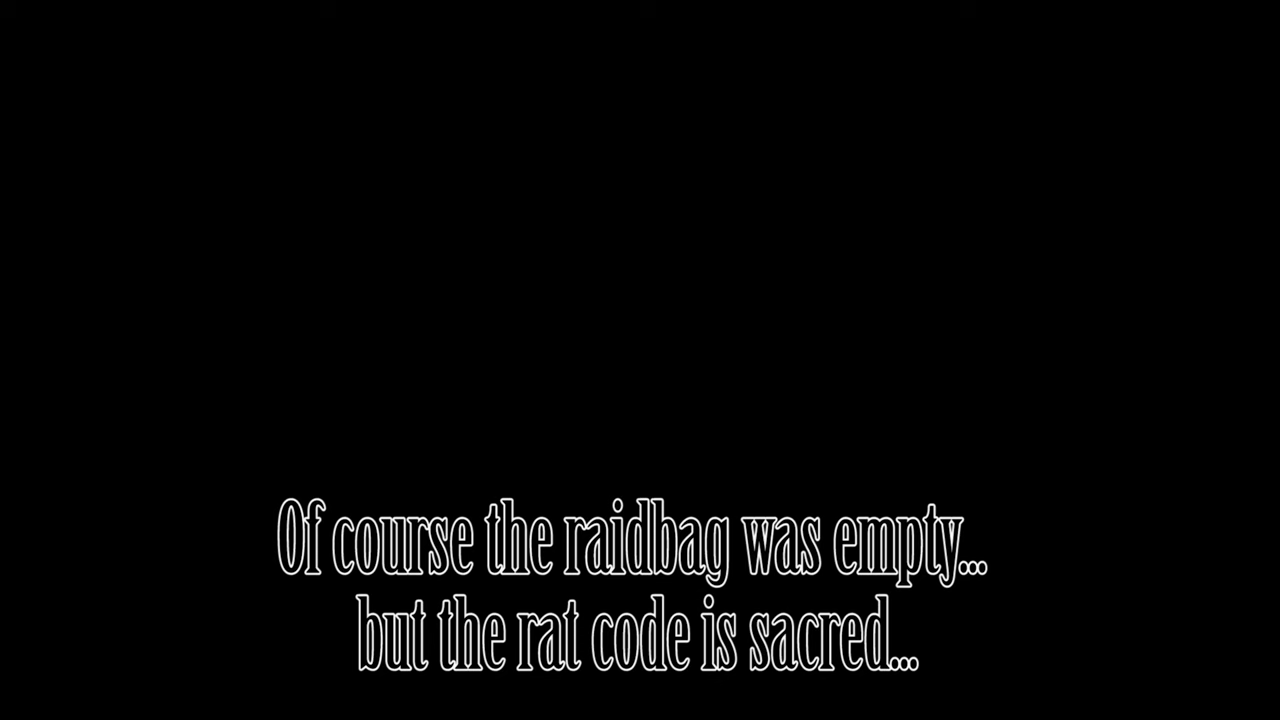 Of course the raidbag was empty...
but the rat code is sacred...